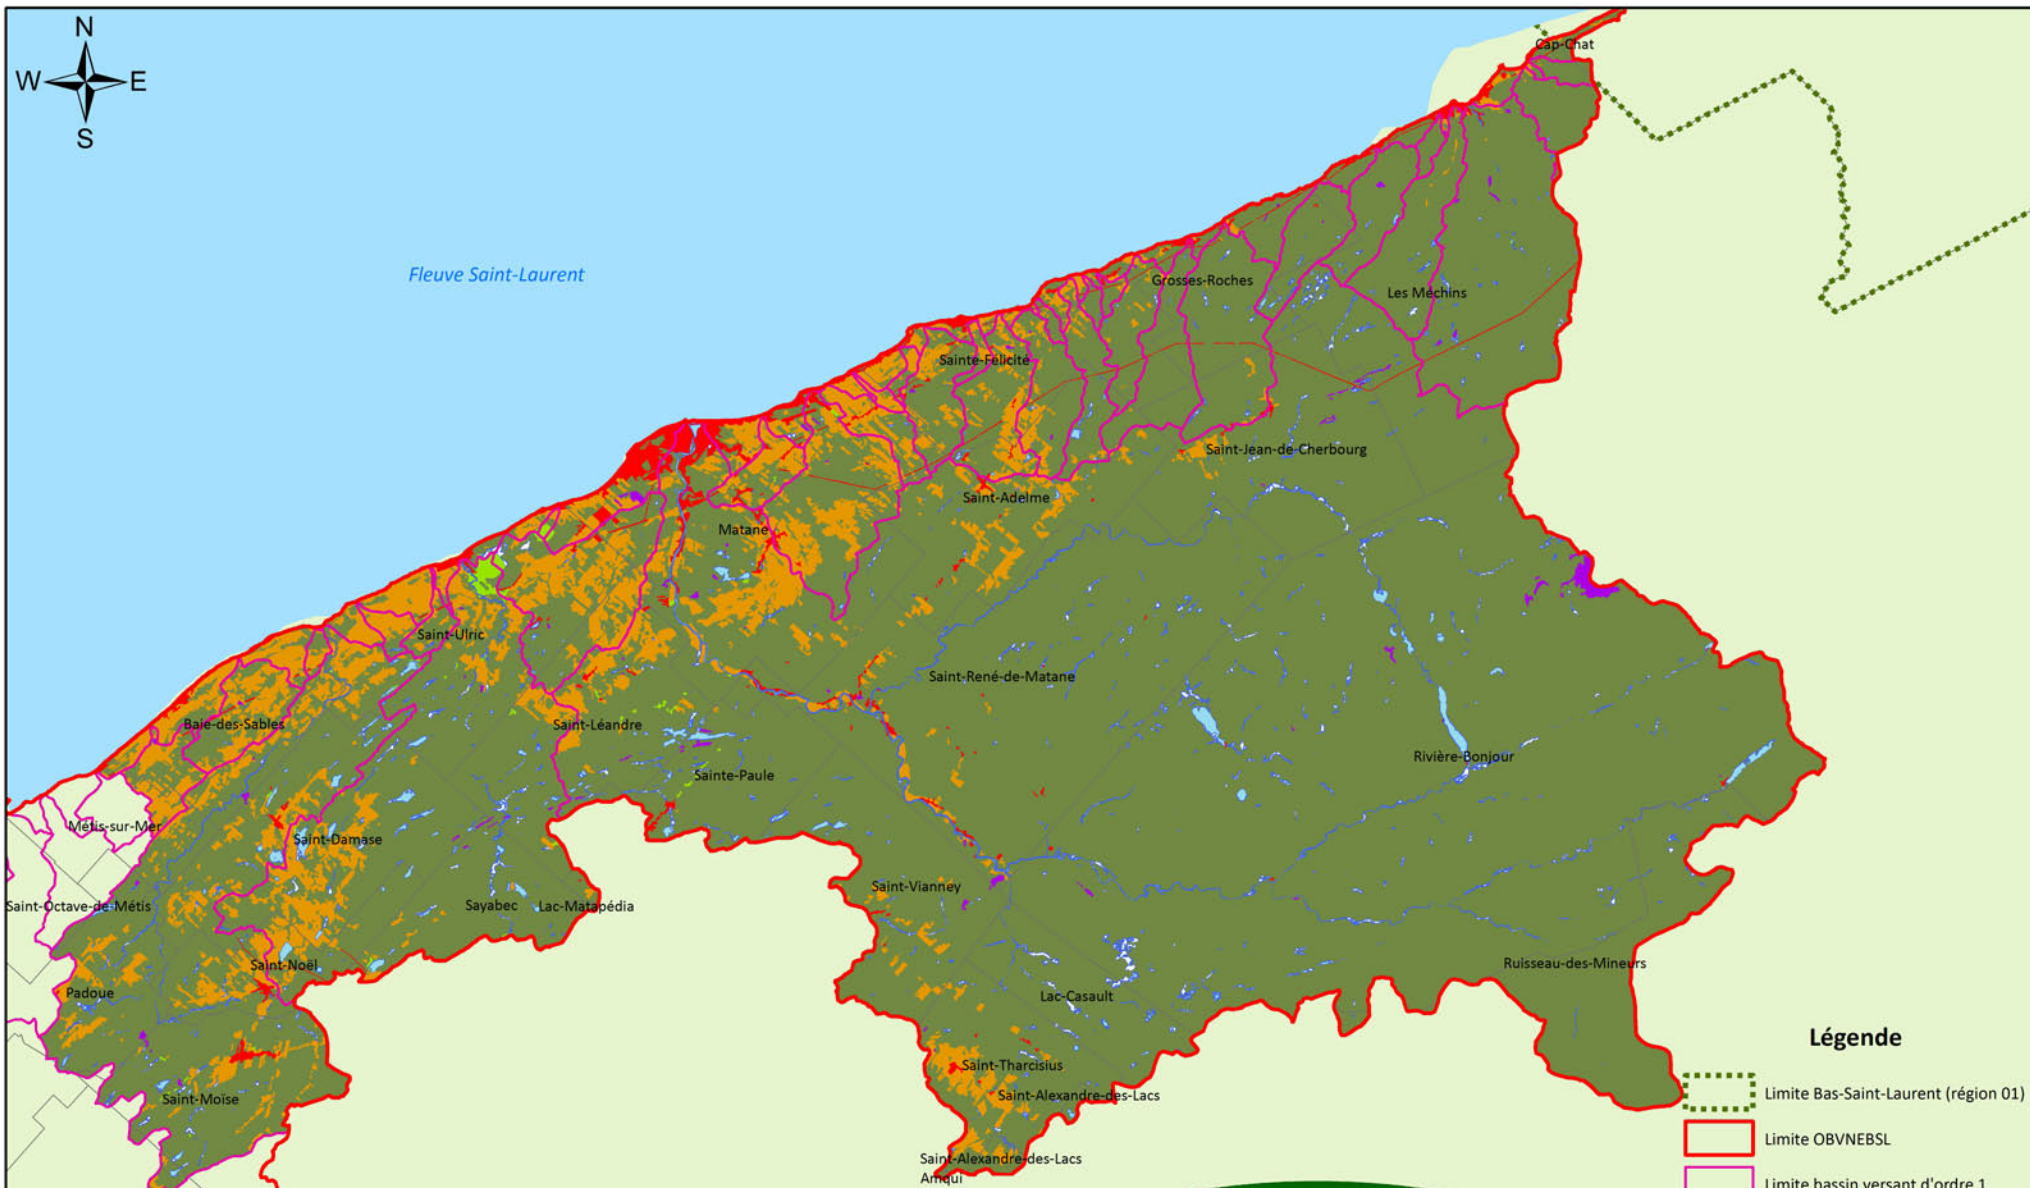 N
W E
S
Cap-Chat
Fleuve Saint-Laurent
Grosses-Roches
Les Méchins
Sainte-Félicité
Saint-Jean-de-Cherbourg
Saint-Adelme
Matane
Saint-Ulric
Saint-René-de-Matane
Baie-des-Sables
Saint-Léandre
Rivière-Bonjour
Sainte-Paule
Métis-sur-Mer
Saint-Damase
Saint-Vianney
Saint-Octave-de-Métis
Sayabec
Lac-Matapédia
Saint-Noël
Ruisseau-des-Mineurs
Padoue
Lac-Casault
Légende
Saint-Tharcisius
Limite Bas-Saint-Laurent (région 01)
Saint-Moïse
Saint-Alexandre-des-Lacs
Limite OBVNEBSL
Saint-Alexandre-des-Lacs
Amqui
Limite bassin versant d'ordre 1